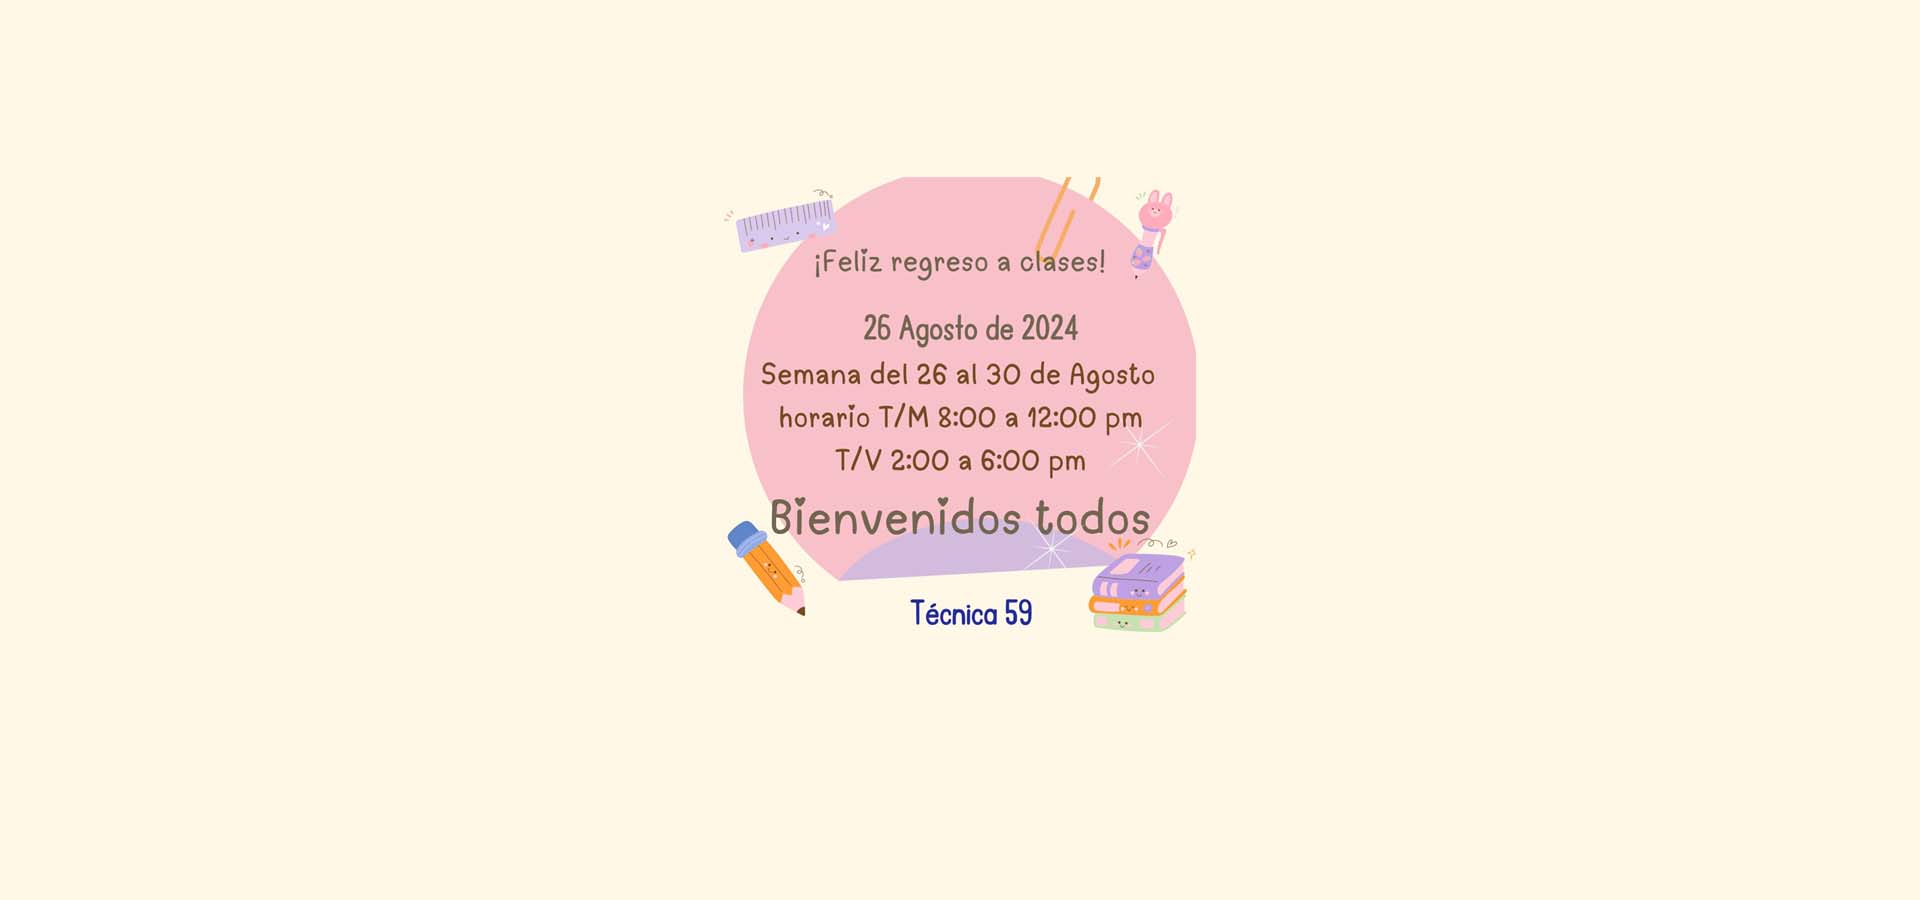 ¡Feliz regreso a clases!
26 Agosto de 2024
Semana del 26 al 30 de Agosto
horario T/M 8:00 a 12:00 pm
T/V 2:00 a 6:00 pm
Bienvenidos todos
Técnica 59